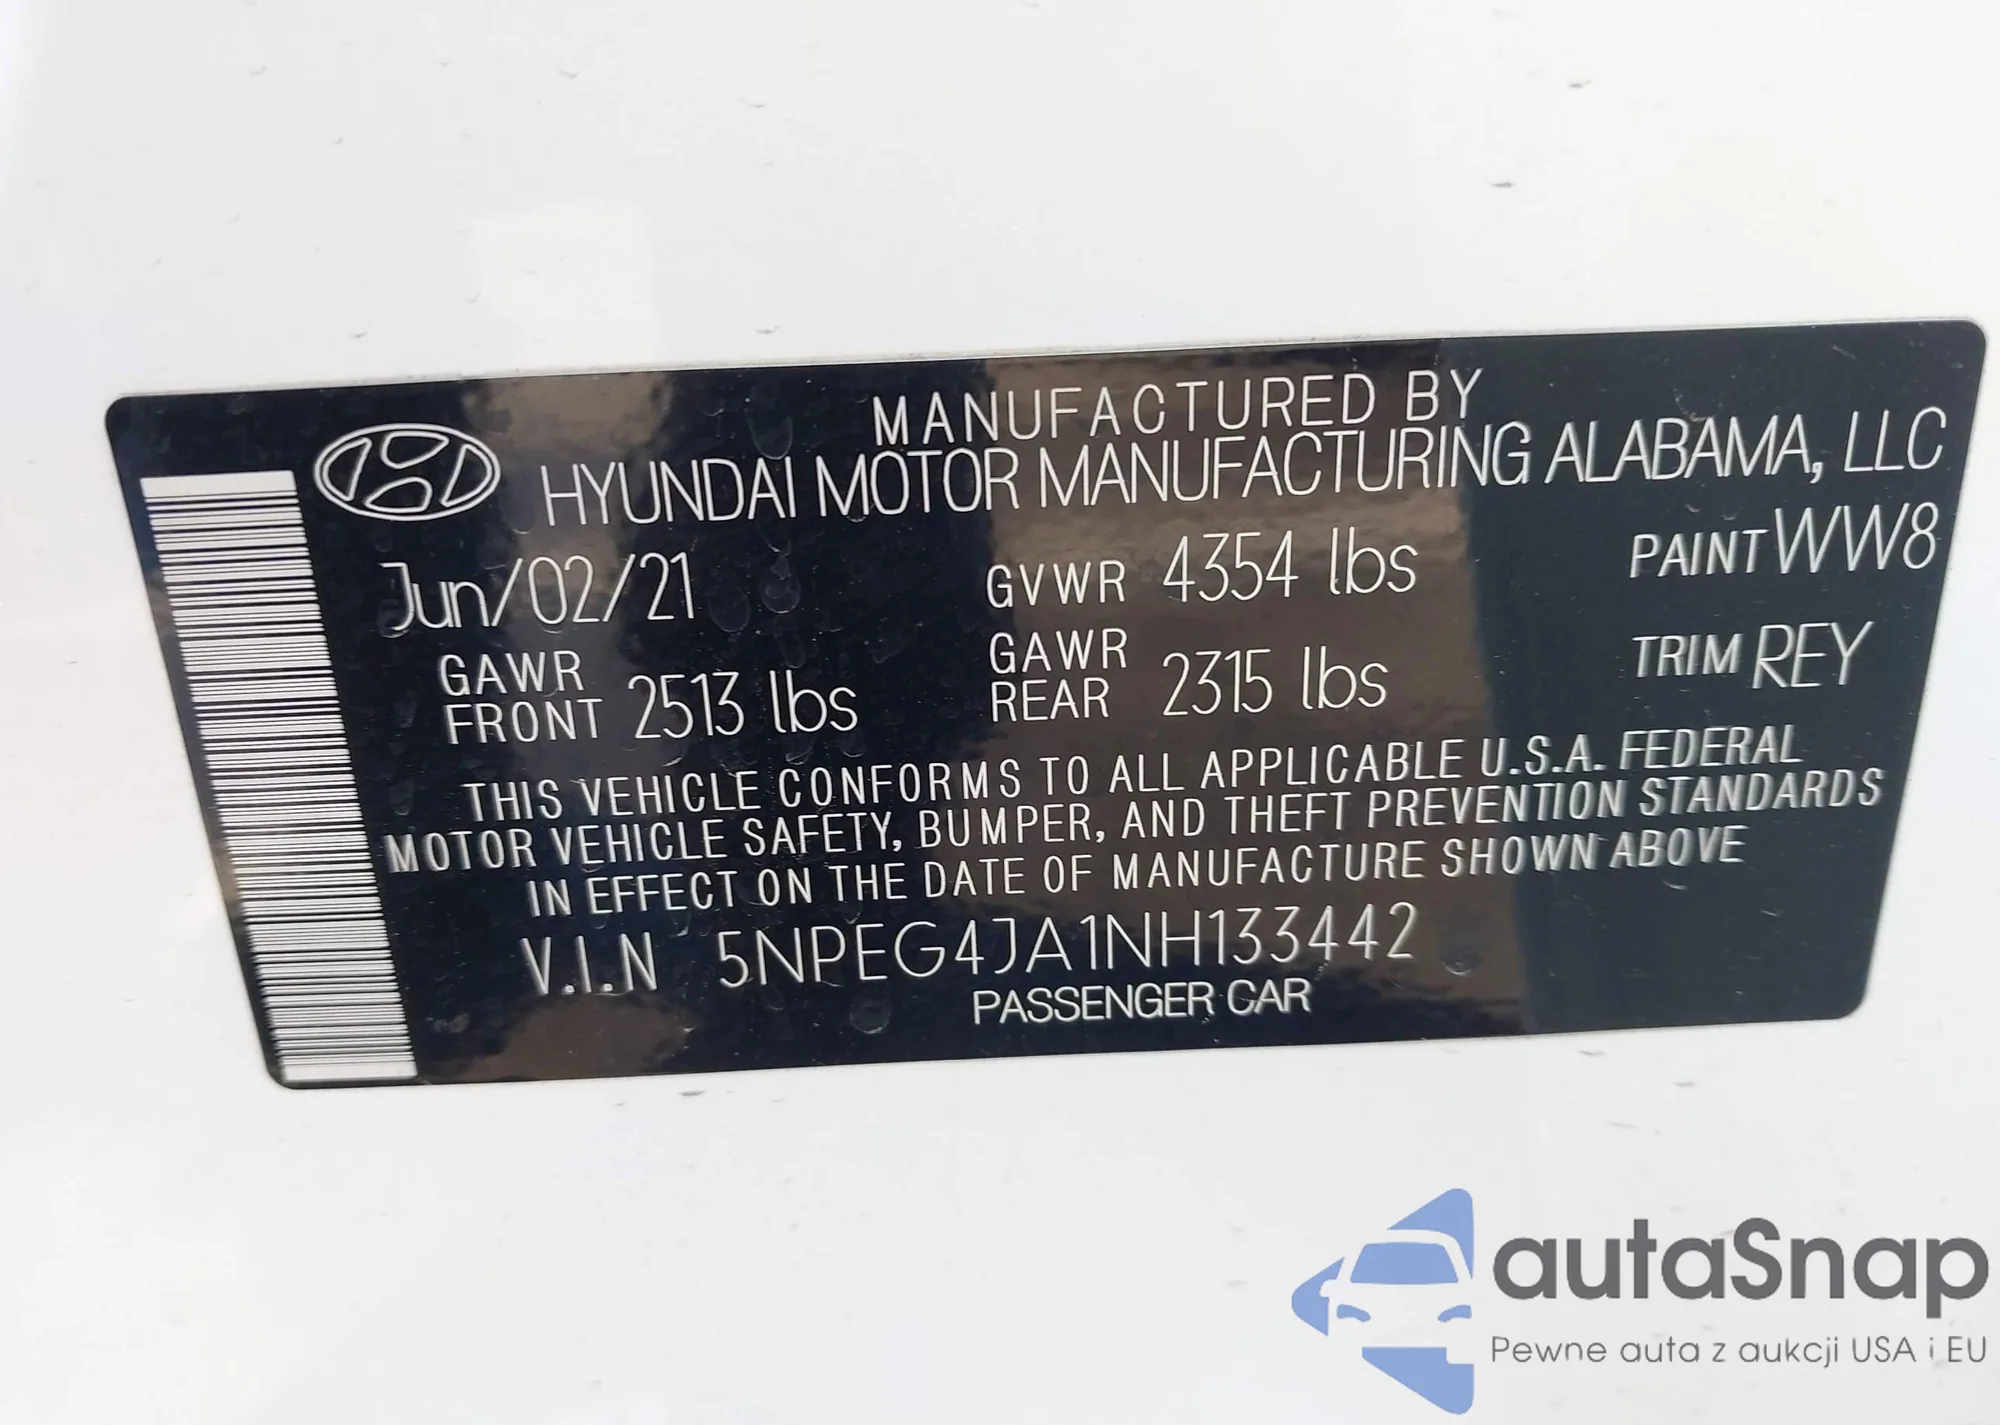 MANUFACTURED BY
HYUNDAI MOTOR MANUFACTURING ALABAMA, LLC
Jun/02/21 GVWR 4354 lbs PAINT WW8
GAWR FRONT 2513 lbs GAWR REAR 2315 lbs TRIM REY
THIS VEHICLE CONFORMS TO ALL APPLICABLE U.S.A. FEDERAL
MOTOR VEHICLE SAFETY, BUMPER, AND THEFT PREVENTION STANDARDS
IN EFFECT ON THE DATE OF MANUFACTURE SHOWN ABOVE
V.I.N 5NPEG4JA1NH133442
PASSENGER CAR
autaSnap
Pewne auta z aukcji USA i EU